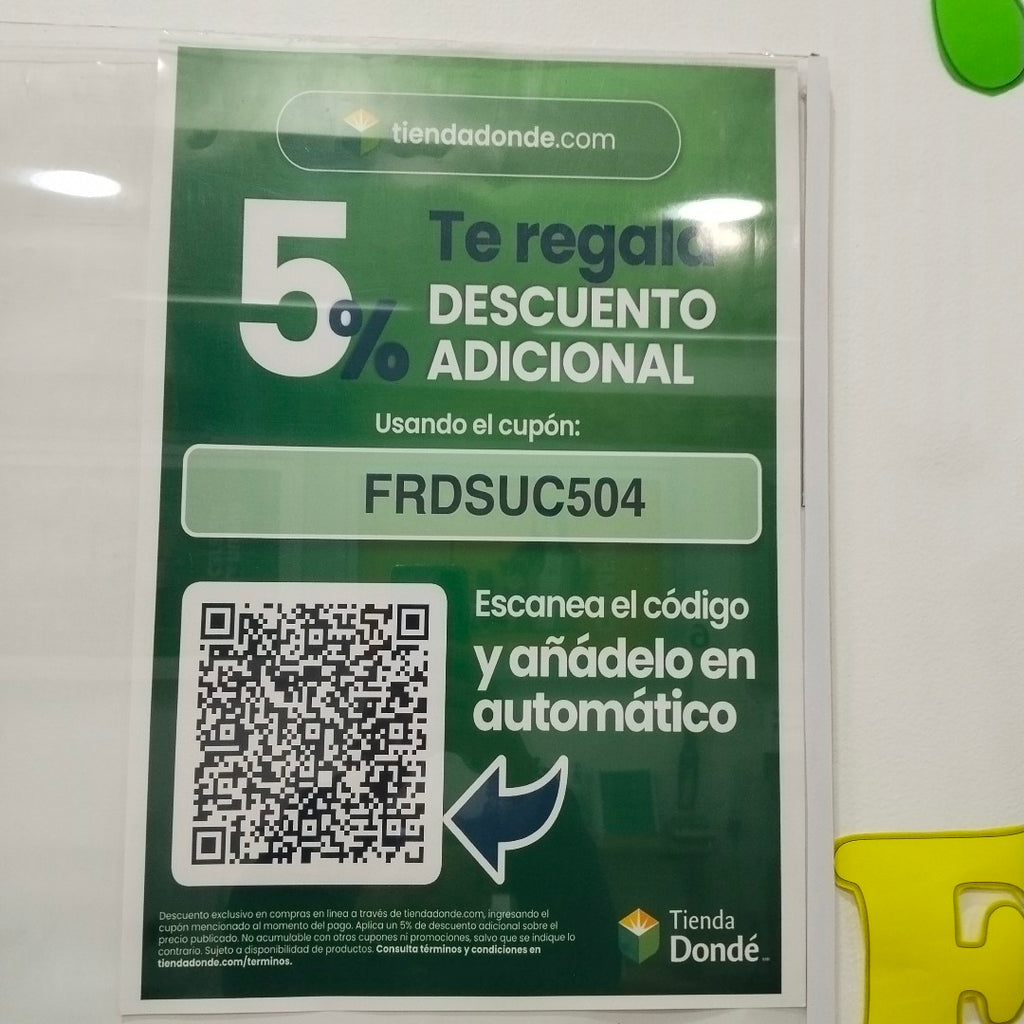 tiendadonde.com
5%
Te regala
DESCUENTO
ADICIONAL
Usando el cupón:
FRDSUC504
Escanea el código
y añádelo en
automático
Descuento exclusivo en compras en línea a través de tiendadonde.com, ingresando el
cupón mencionado al momento del pago. Aplica un 5% de descuento adicional sobre el
precio publicado. No acumulable con otros cupones ni promociones, salvo que se indique lo
contrario. Sujeto a disponibilidad de productos. Consulta términos y condiciones en
tiendadonde.com/terminos.
Tienda
Dondé
E